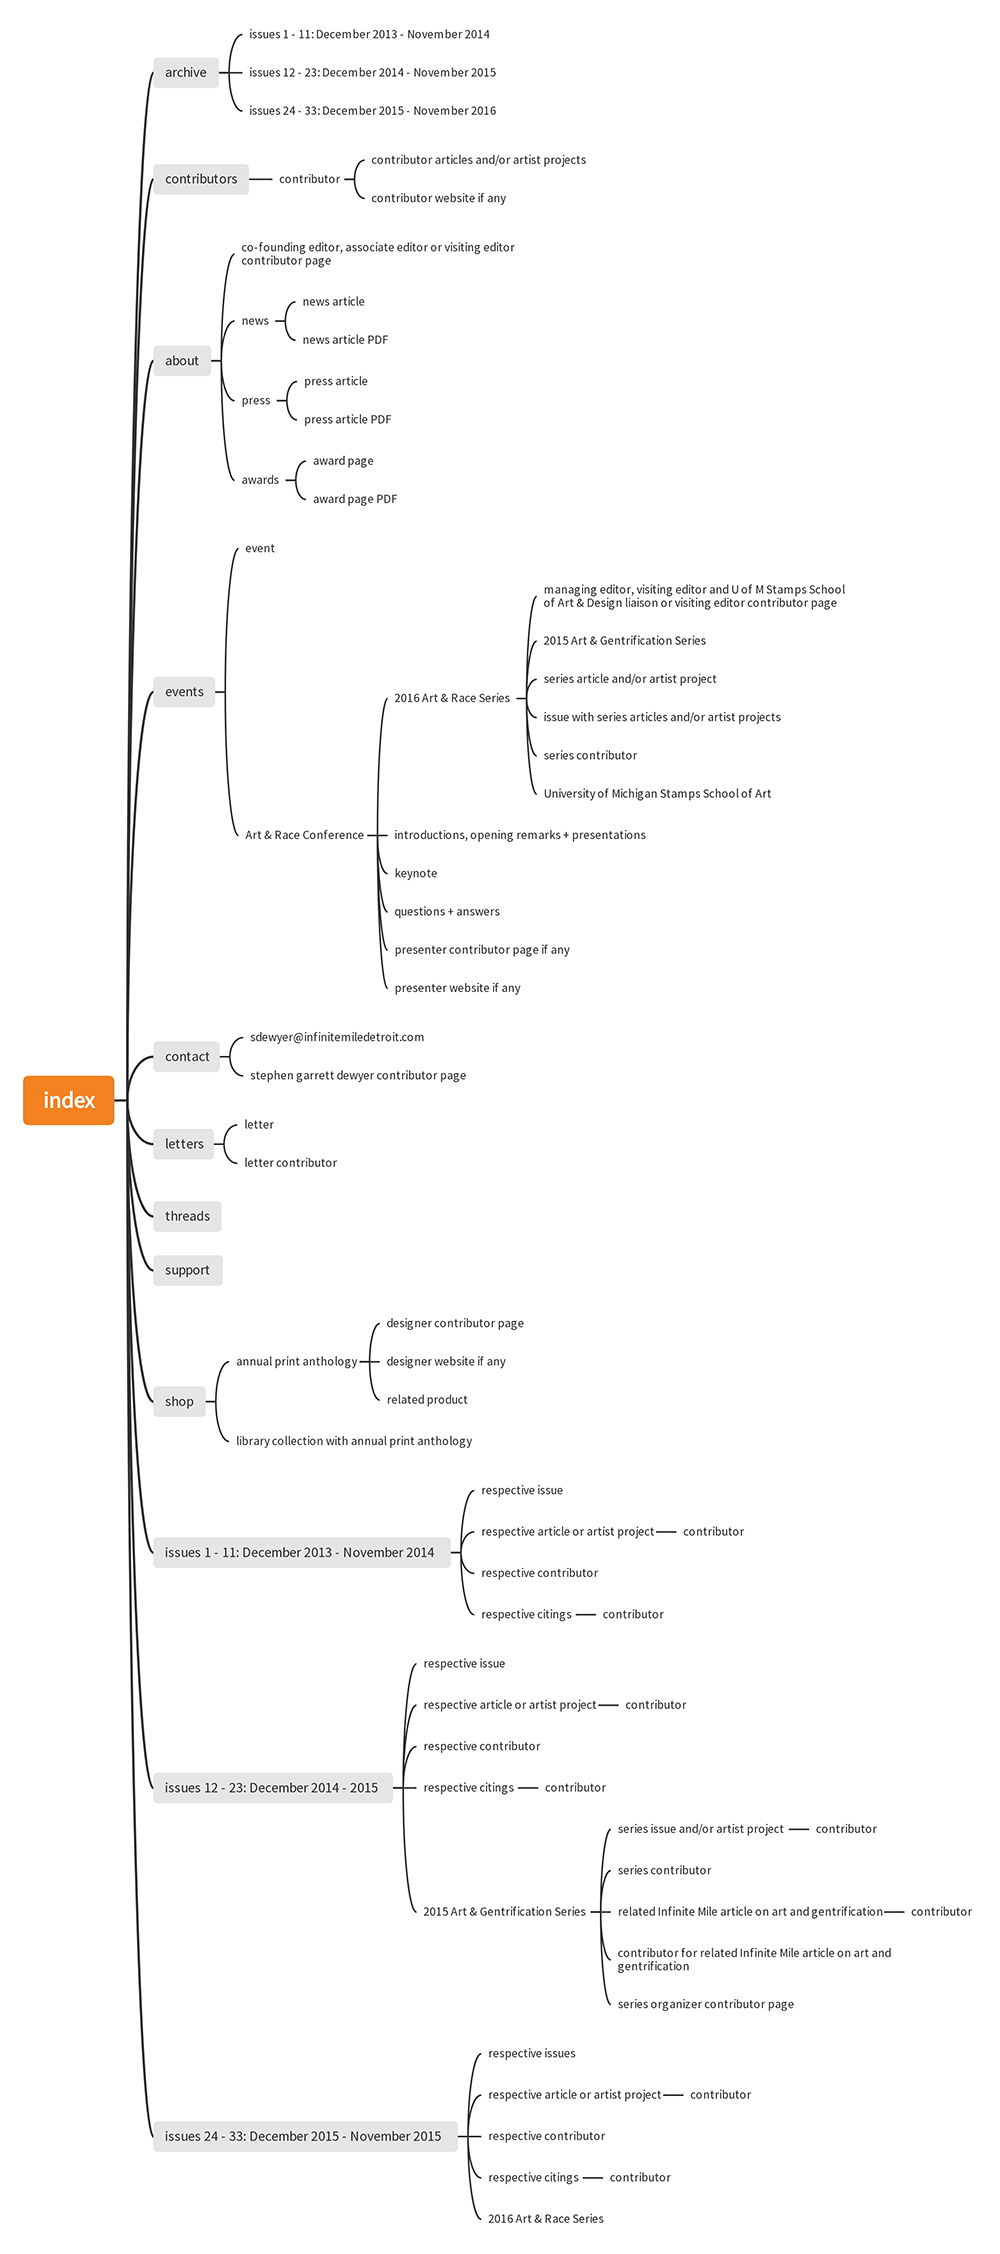 issues 1 - 11: December 2013 - November 2014
archive
issues 12 - 23: December 2014 - November 2015
issues 24 - 33: December 2015 - November 2016
contributor articles and/or artist projects
contributors
contributor
contributor website if any
co-founding editor, associate editor or visiting editor
contributor page
news article
news
news article PDF
about
press article
press
press article PDF
award page
awards
award page PDF
event
managing editor, visiting editor and U of M Stamps School
of Art & Design liaison or visiting editor contributor page
2015 Art & Gentrification Series
series article and/or artist project
events
2016 Art & Race Series
issue with series articles and/or artist projects
series contributor
University of Michigan Stamps School of Art
Art & Race Conference
introductions, opening remarks + presentations
keynote
questions + answers
presenter contributor page if any
presenter website if any
sdewyer@infinitemiledetroit.com
contact
stephen garrett dewyer contributor page
index
letter
letters
letter contributor
threads
support
designer contributor page
annual print anthology
designer website if any
related product
shop
library collection with annual print anthology
respective issue
respective article or artist project
contributor
issues 1 - 11: December 2013 - November 2014
respective contributor
respective citings
contributor
respective issue
respective article or artist project
contributor
respective contributor
issues 12 - 23: December 2014 - 2015
respective citings
contributor
series issue and/or artist project
contributor
series contributor
2015 Art & Gentrification Series
related Infinite Mile article on art and gentrification
contributor
contributor for related Infinite Mile article on art and
gentrification
series organizer contributor page
respective issues
respective article or artist project
contributor
issues 24 - 33: December 2015 - November 2015
respective contributor
respective citings
contributor
2016 Art & Race Series